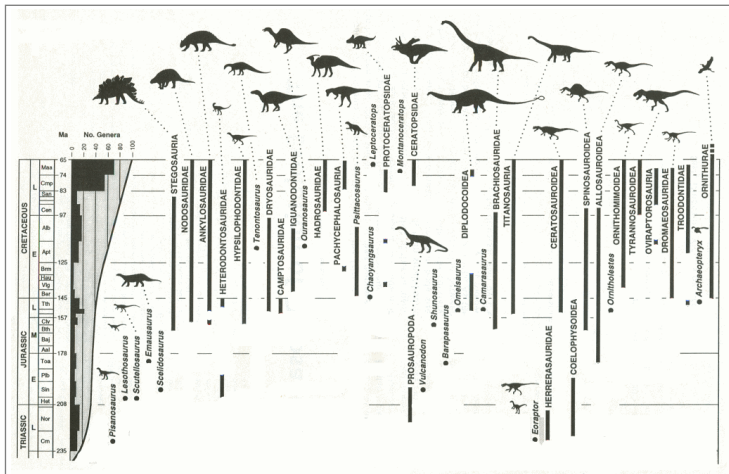 Ma
No. Genera
0
20
40
60
80
100
CRETACEOUS
JURASSIC
TRIASSIC
L
E
L
M
E
L
Maa
Cmp
San
Cen
Alb
Apt
Brm
Hau
Vlg
Ber
Tth
Clv
Bth
Baj
Aal
Toa
Plb
Sin
Het
Nor
Crn
65
74
83
97
125
145
157
178
208
235
Pisanosaurus
Lesothosaurus
Scutellosaurus
Emausaurus
Scelidosaurus
STEGOSAURIA
NODOSAURIDAE
ANKYLOSAURIDAE
HETERODONTOSAURIDAE
HYPSILOPHODONTIDAE
Tenontosaurus
DRYOSAURIDAE
CAMPTOSAURIDAE
IGUANODONTIDAE
Ouranosaurus
HADROSAURIDAE
PACHYCEPHALOSAURIA
Psittacosaurus
Chaoyangsaurus
Leptoceratops
PROTOCERATOPSIDAE
Montanoceratops
CERATOPSIDAE
PROSAUROPODA
Vulcanodon
Shunosaurus
Barapasaurus
Omeisaurus
DIPLODOCOIDEA
Camarasaurus
BRACHIOSAURIDAE
TITANOSAURIA
Eoraptor
HERRERASAURIDAE
CERATOSAUROIDEA
COELOPHYSOIDEA
SPINOSAUROIDEA
ALLOSAUROIDEA
Ornitholestes
ORNITHOMIMOIDEA
TYRANNOSAUROIDEA
OVIRAPTOROSAURIA
DROMAEOSAURIDAE
TROODONTIDAE
Archaeopteryx
ORNITHURAE